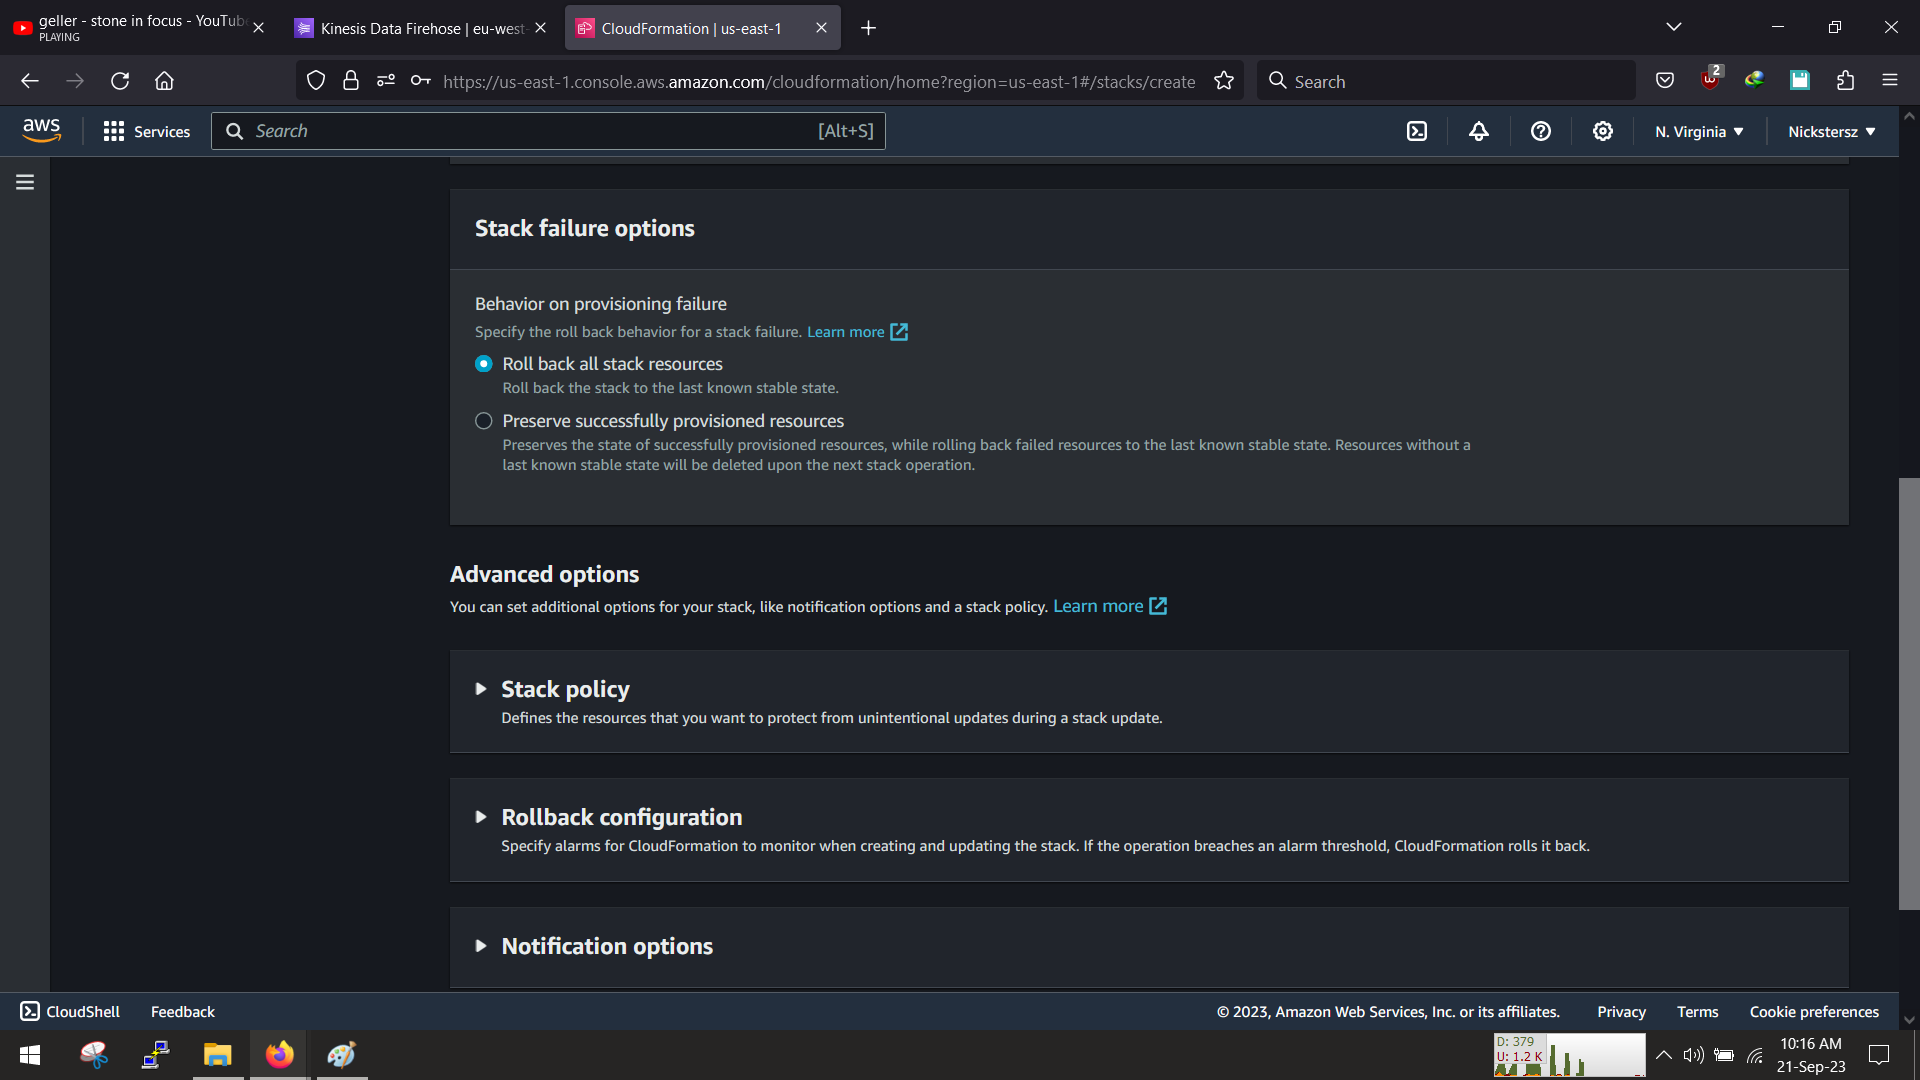 geller - stone in focus - YouTube
PLAYING
Kinesis Data Firehose | eu-west-
CloudFormation | us-east-1
https://us-east-1.console.aws.amazon.com/cloudformation/home?region=us-east-1#/stacks/create
Search
2
aws
Services
Search
[Alt+S]
N. Virginia
Nickstersz
Stack failure options
Behavior on provisioning failure
Specify the roll back behavior for a stack failure. Learn more
Roll back all stack resources
Roll back the stack to the last known stable state.
Preserve successfully provisioned resources
Preserves the state of successfully provisioned resources, while rolling back failed resources to the last known stable state. Resources without a
last known stable state will be deleted upon the next stack operation.
Advanced options
You can set additional options for your stack, like notification options and a stack policy. Learn more
Stack policy
Defines the resources that you want to protect from unintentional updates during a stack update.
Rollback configuration
Specify alarms for CloudFormation to monitor when creating and updating the stack. If the operation breaches an alarm threshold, CloudFormation rolls it back.
Notification options
CloudShell
Feedback
© 2023, Amazon Web Services, Inc. or its affiliates.
Privacy
Terms
Cookie preferences
D: 379
U: 1.2 K
10:16 AM
21-Sep-23